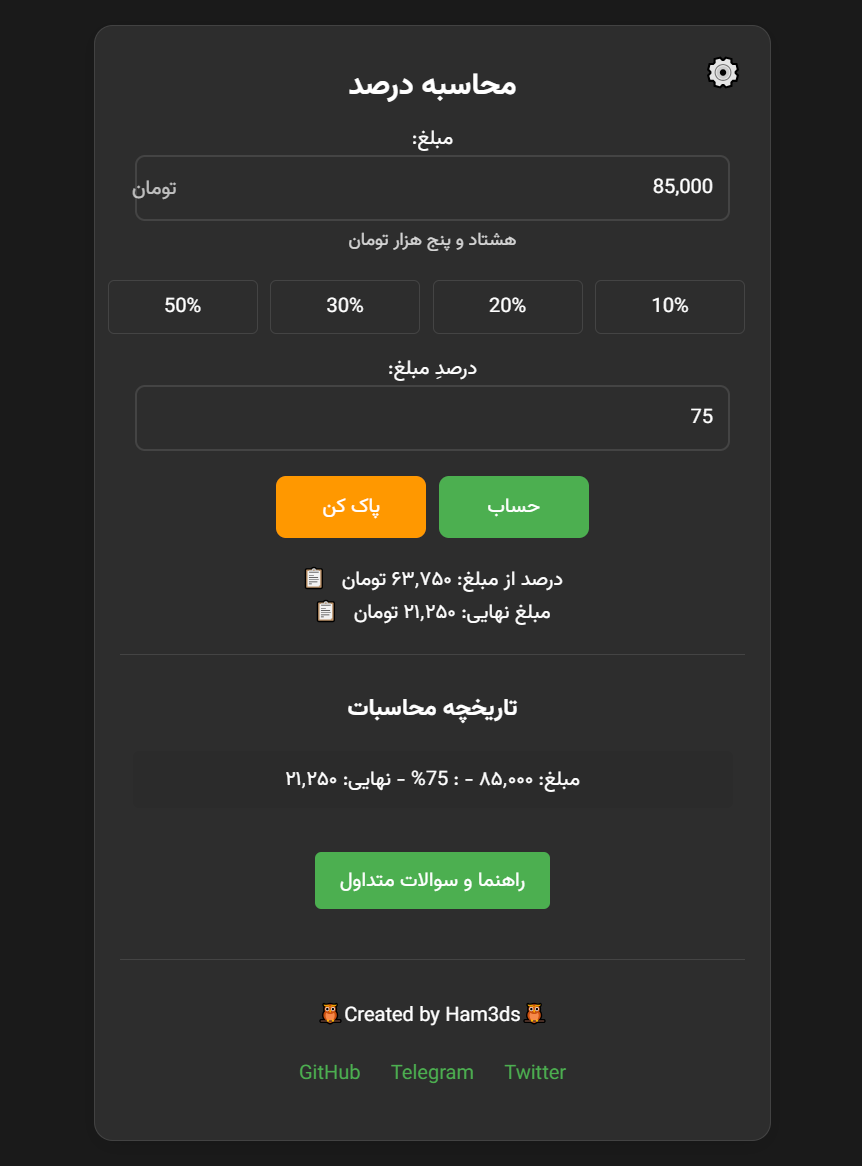 محاسبه درصد
مبلغ:
85,000 تومان
هشتاد و پنج هزار تومان
10% 20% 30% 50%
درصدِ مبلغ:
75
حساب پاک کن
درصد از مبلغ: ۶۳,۷۵۰ تومان
مبلغ نهایی: ۲۱,۲۵۰ تومان
تاریخچه محاسبات
مبلغ: ۸۵,۰۰۰ - : 75% - نهایی: ۲۱,۲۵۰
راهنما و سوالات متداول
Created by Ham3ds
GitHub Telegram Twitter